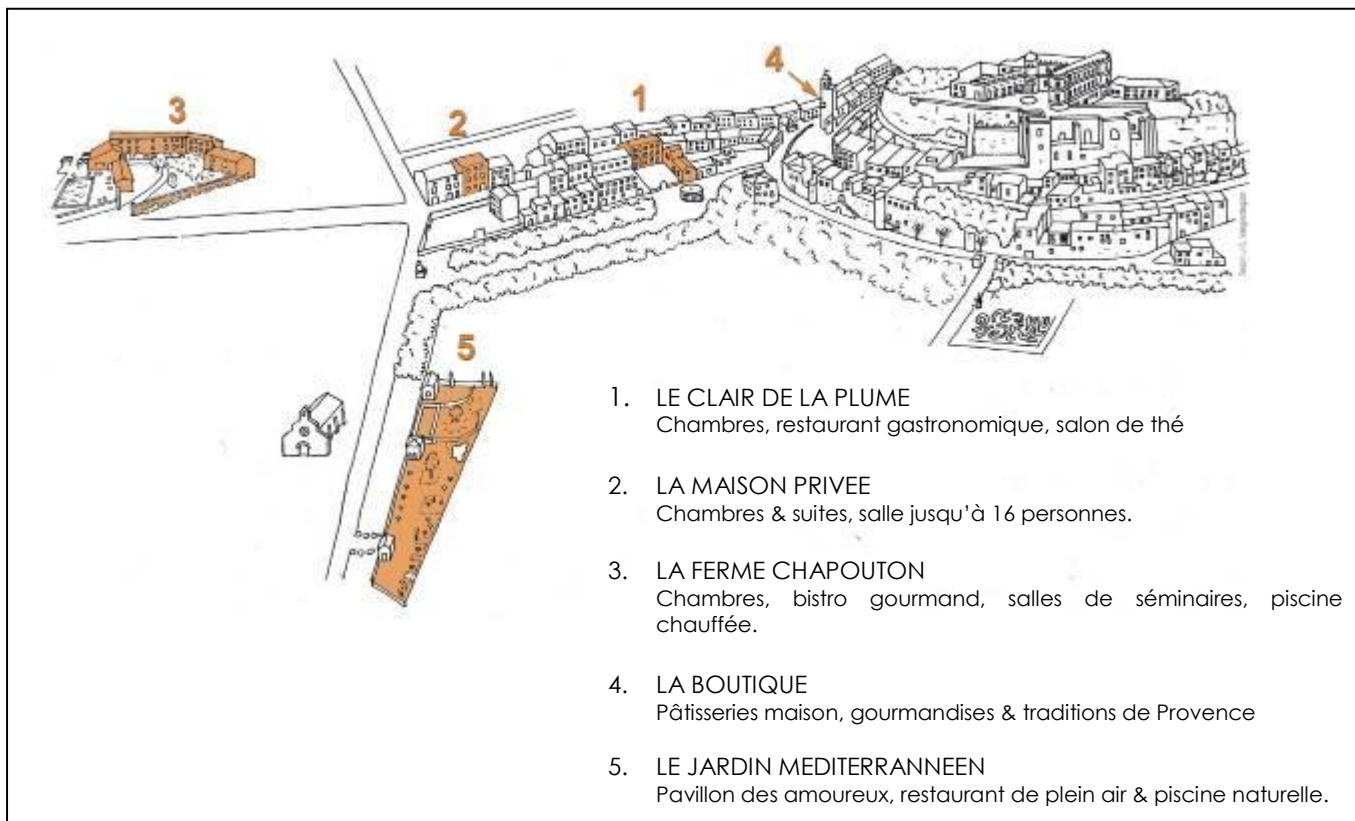 4
1
3
2
5
1. LE CLAIR DE LA PLUME
Chambres, restaurant gastronomique, salon de thé
2. LA MAISON PRIVEE
Chambres & suites, salle jusqu’à 16 personnes.
3. LA FERME CHAPOUTON
Chambres, bistro gourmand, salles de séminaires, piscine
chauffée.
4. LA BOUTIQUE
Pâtisseries maison, gourmandises & traditions de Provence
5. LE JARDIN MEDITERRANNEEN
Pavillon des amoureux, restaurant de plein air & piscine naturelle.